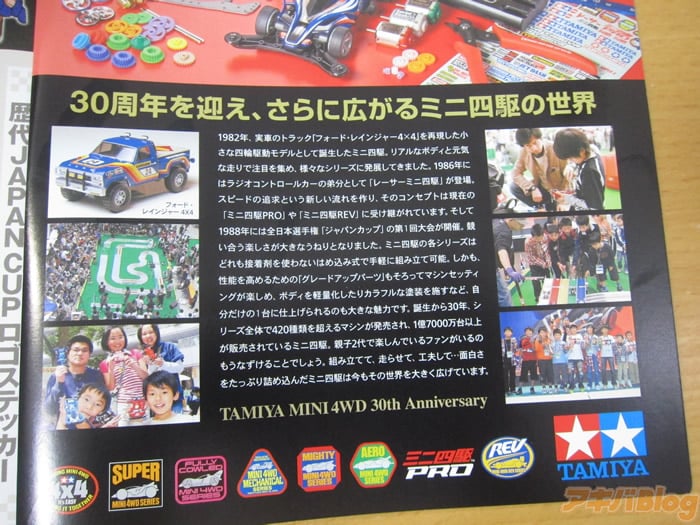 30周年を迎え、さらに広がるミニ四駆の世界
フォード・
レインジャー 4X4
1982年、実車のトラック「フォード・レインジャー4×4」を再現した小
さな四輪駆動モデルとして誕生したミニ四駆。リアルなボディと元気
な走りで注目を集め、様々なシリーズに発展してきました。1986年に
はラジオコントロールカーの弟分として「レーサーミニ四駆」が登場。
スピードの追求という新しい流れを作り、そのコンセプトは現在の
「ミニ四駆PRO」や「ミニ四駆REV」に受け継がれています。そして
1988年には全日本選手権「ジャパンカップ」の第1回大会が開催。競
い合う楽しさが大きなうねりとなりました。ミニ四駆の各シリーズは
どれも接着剤を使わないはめ込み式で手軽に組み立て可能。しかも、
性能を高めるための「グレードアップパーツ」もそろってマシンセッティ
ングが楽しめ、ボディを軽量化したりカラフルな塗装を施すなど、自
分だけの1台に仕上げられるのも大きな魅力です。誕生から30年、シ
リーズ全体で420種類を超えるマシンが発売され、1億7000万台以上
が販売されているミニ四駆。親子2代で楽しんでいるファンがいるの
もうなずけることでしょう。組み立てて、走らせて、工夫して…面白さ
をたっぷり詰め込んだミニ四駆は今もその世界を大きく広げています。
TAMIYA MINI 4WD 30th Anniversary
歴代 JAPAN CUP ロゴステッカー
MINI 4WD
4x4
It's EASY
SUPER
MINI 4WD SERIES
FULLY
COWLED
MINI 4WD
SERIES
MINI 4WD
MECHANICAL
SERIES
MIGHTY
MINI 4WD
SERIES
AERO
MINI 4WD
SERIES
ミニ四駆
PRO
REV
TAMIYA
アキバBlog